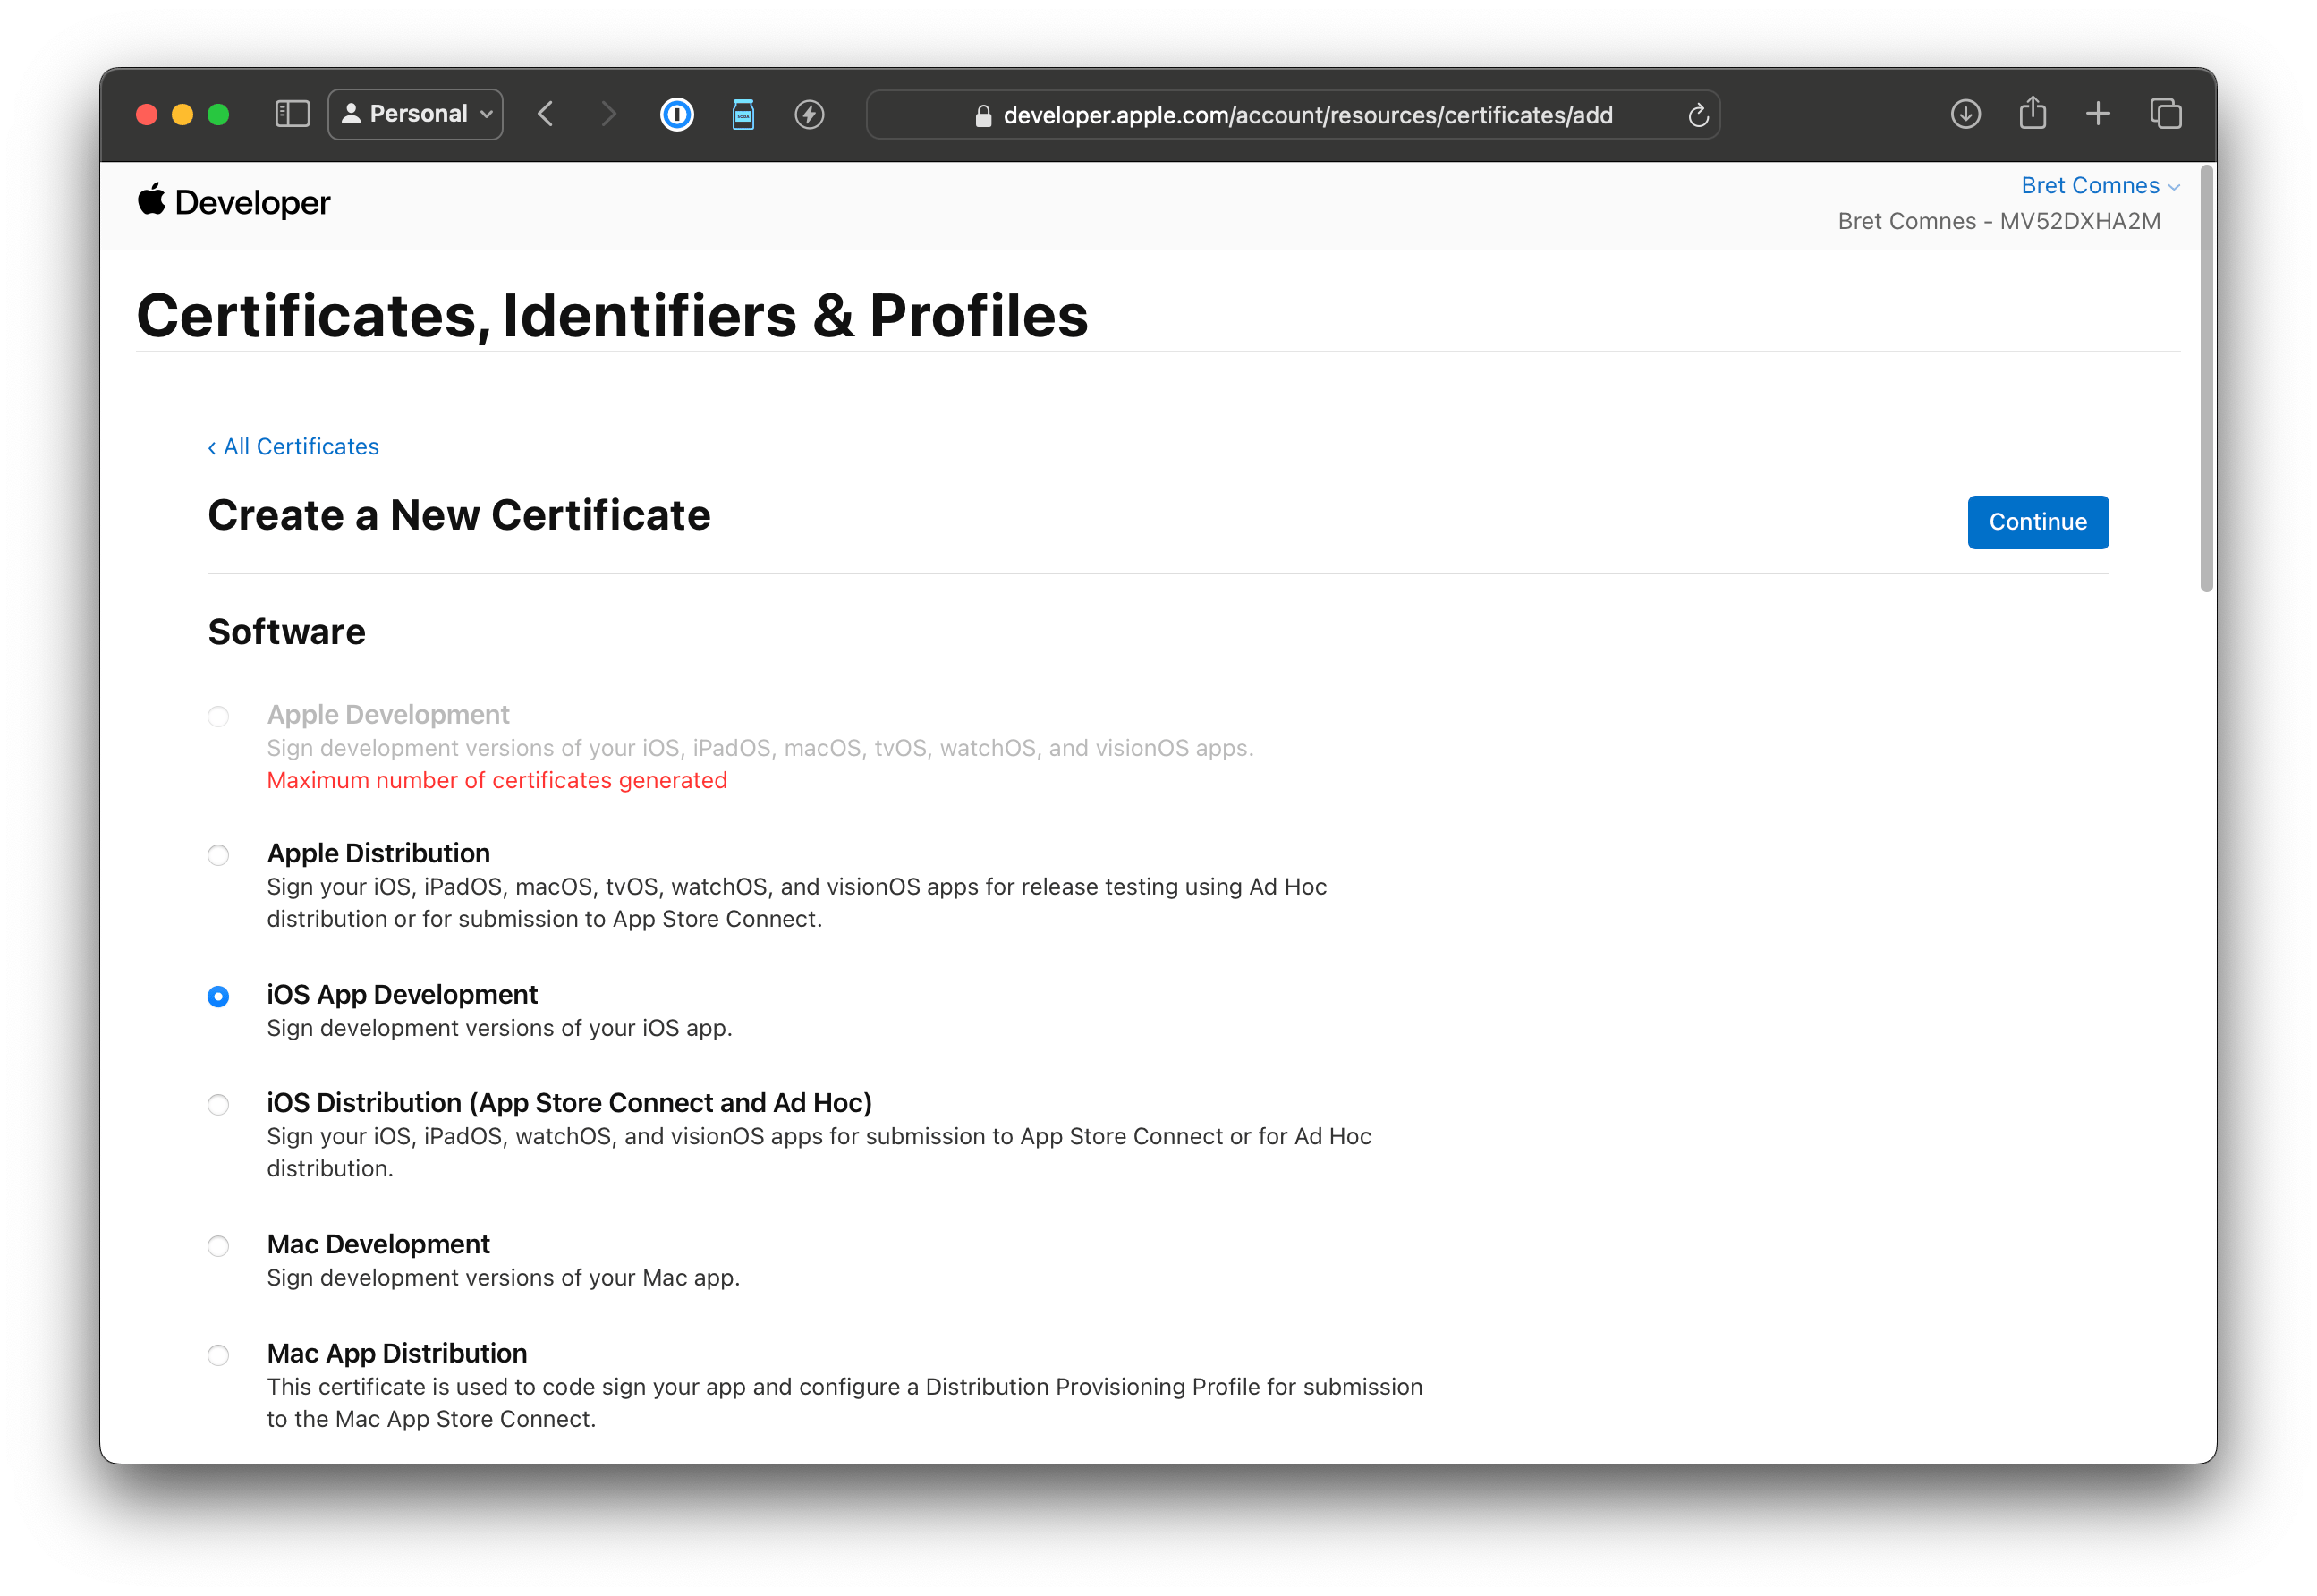 Personal
developer.apple.com/account/resources/certificates/add
Developer
Bret Comnes
Bret Comnes - MV52DXHA2M
Certificates, Identifiers & Profiles
All Certificates
Create a New Certificate
Continue
Software
Apple Development
Sign development versions of your iOS, iPadOS, macOS, tvOS, watchOS, and visionOS apps.
Maximum number of certificates generated
Apple Distribution
Sign your iOS, iPadOS, macOS, tvOS, watchOS, and visionOS apps for release testing using Ad Hoc
distribution or for submission to App Store Connect.
iOS App Development
Sign development versions of your iOS app.
iOS Distribution (App Store Connect and Ad Hoc)
Sign your iOS, iPadOS, watchOS, and visionOS apps for submission to App Store Connect or for Ad Hoc
distribution.
Mac Development
Sign development versions of your Mac app.
Mac App Distribution
This certificate is used to code sign your app and configure a Distribution Provisioning Profile for submission
to the Mac App Store Connect.